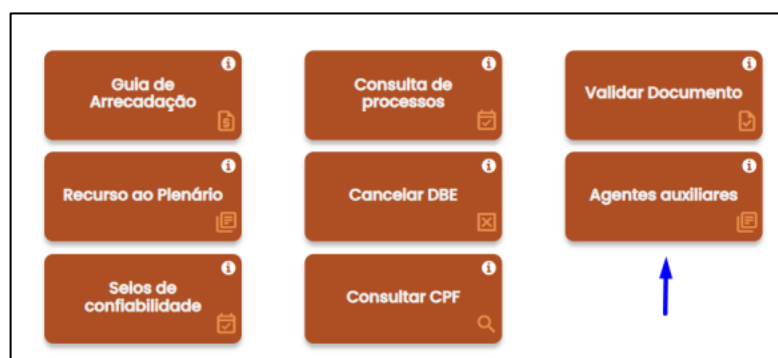 Guia de
Arrecadação
Consulta de
processos
Validar Documento
Recurso ao Plenário
Cancelar DBE
Agentes auxiliares
Selos de
confiabilidade
Consultar CPF